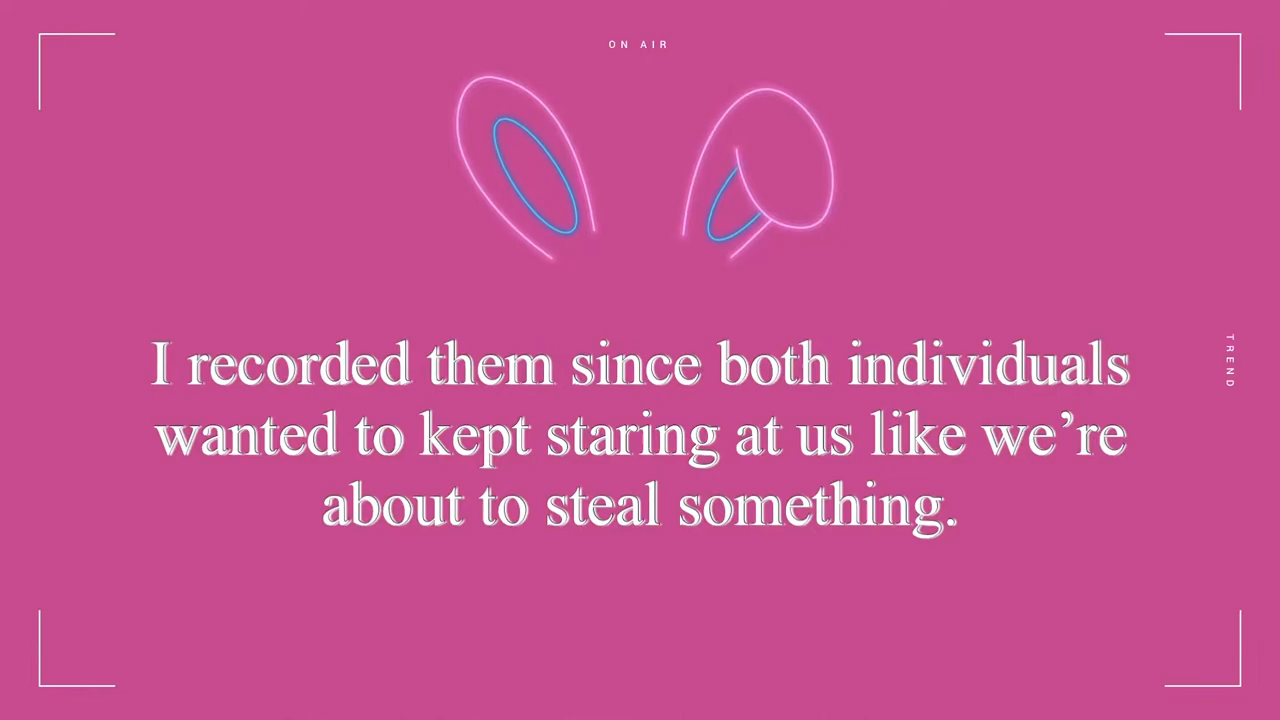 ON AIR
I recorded them since both individuals
wanted to kept staring at us like we’re
about to steal something.
TREND